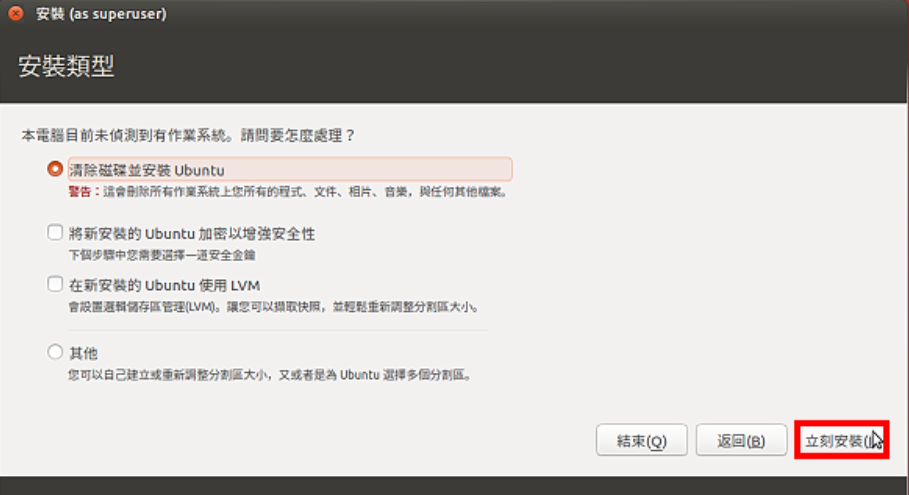 安裝 (as superuser)
安裝類型
本電腦目前未偵測到有作業系統。請問要怎麼處理？
清除磁碟並安裝 Ubuntu
警告：這會刪除所有作業系統上您所有的程式、文件、相片、音樂，與任何其他檔案。
將新安裝的 Ubuntu 加密以增強安全性
下個步驟中您需要選擇一道安全金鑰
在新安裝的 Ubuntu 使用 LVM
會設置邏輯儲存區管理(LVM)。讓您可以擷取快照，並輕鬆重新調整分割區大小。
其他
您可以自己建立或重新調整分割區大小，又或者是為 Ubuntu 選擇多個分割區。
結束(Q) 返回(B) 立刻安裝(I